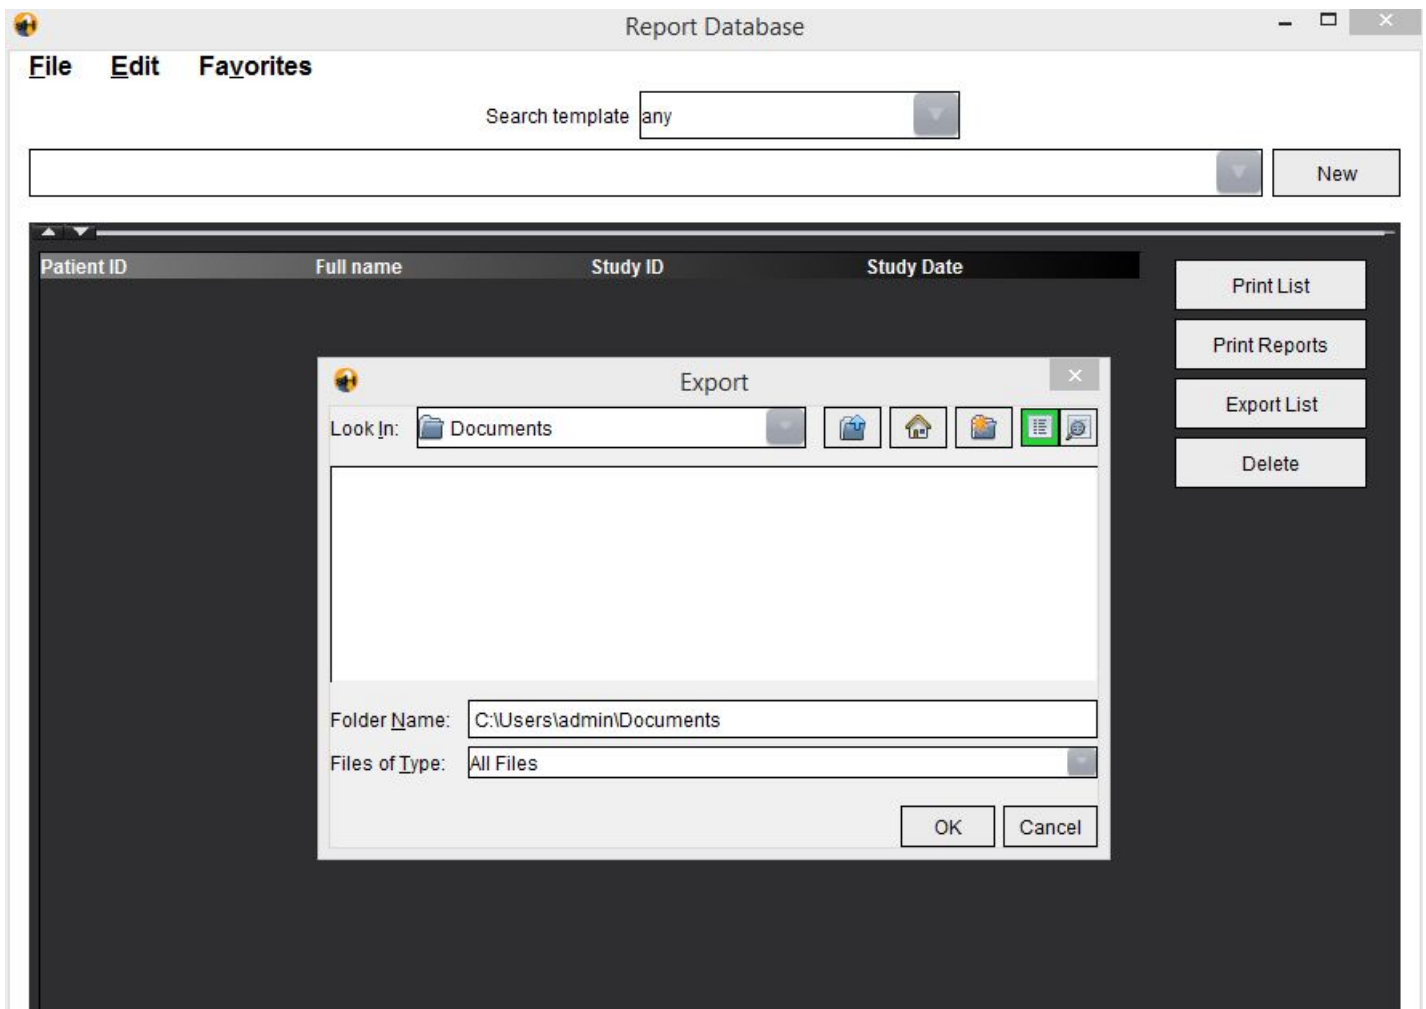 Report Database
File Edit Favorites
Search template any
New
Patient ID Full name Study ID Study Date
Print List
Print Reports
Export List
Delete
Export
Look In: Documents
Folder Name: C:\Users\admin\Documents
Files of Type: All Files
OK Cancel